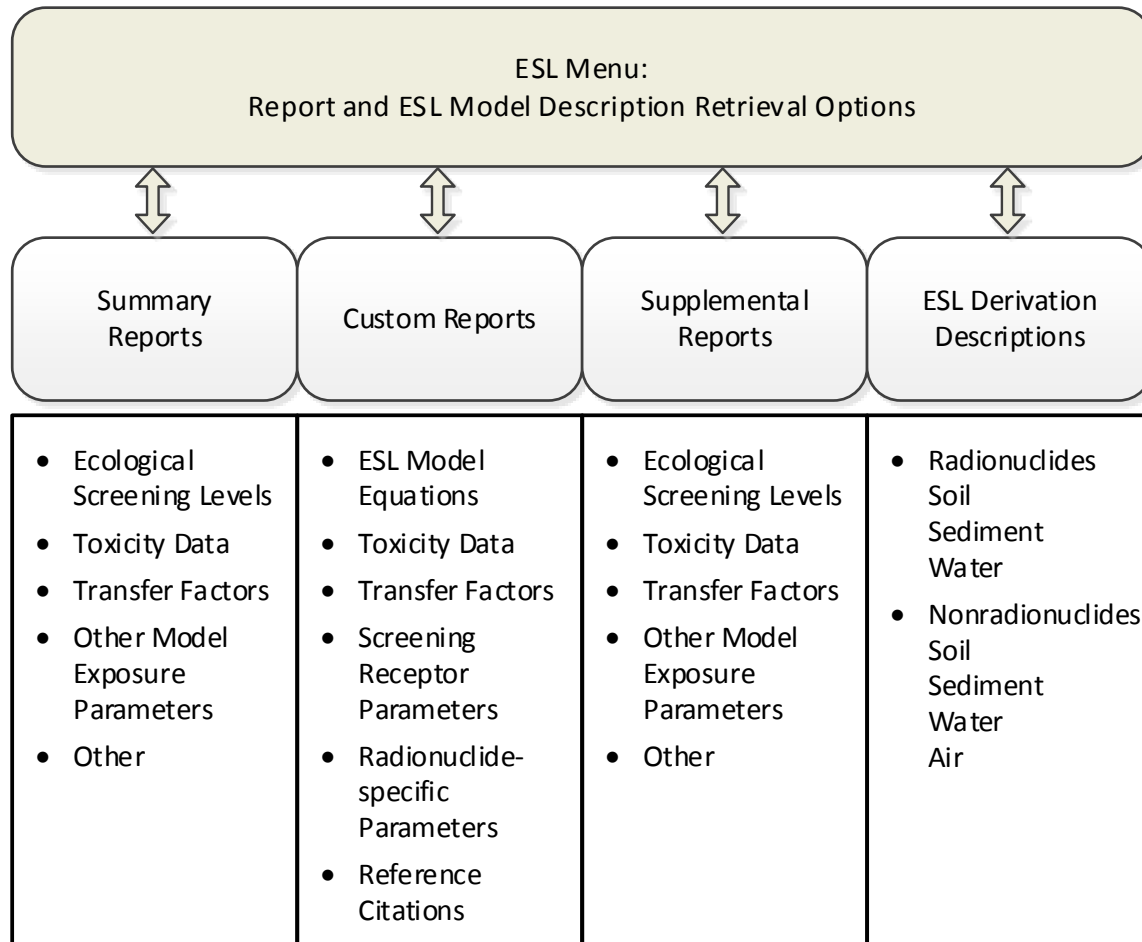 ESL Menu:
Report and ESL Model Description Retrieval Options
Summary
Reports
Custom Reports
Supplemental
Reports
ESL Derivation
Descriptions
• Ecological
Screening Levels
• Toxicity Data
• Transfer Factors
• Other Model
Exposure
Parameters
• Other
• ESL Model
Equations
• Toxicity Data
• Transfer Factors
• Screening
Receptor
Parameters
• Radionuclide-
specific
Parameters
• Reference
Citations
• Ecological
Screening Levels
• Toxicity Data
• Transfer Factors
• Other Model
Exposure
Parameters
• Other
• Radionuclides
Soil
Sediment
Water
• Nonradionuclides
Soil
Sediment
Water
Air